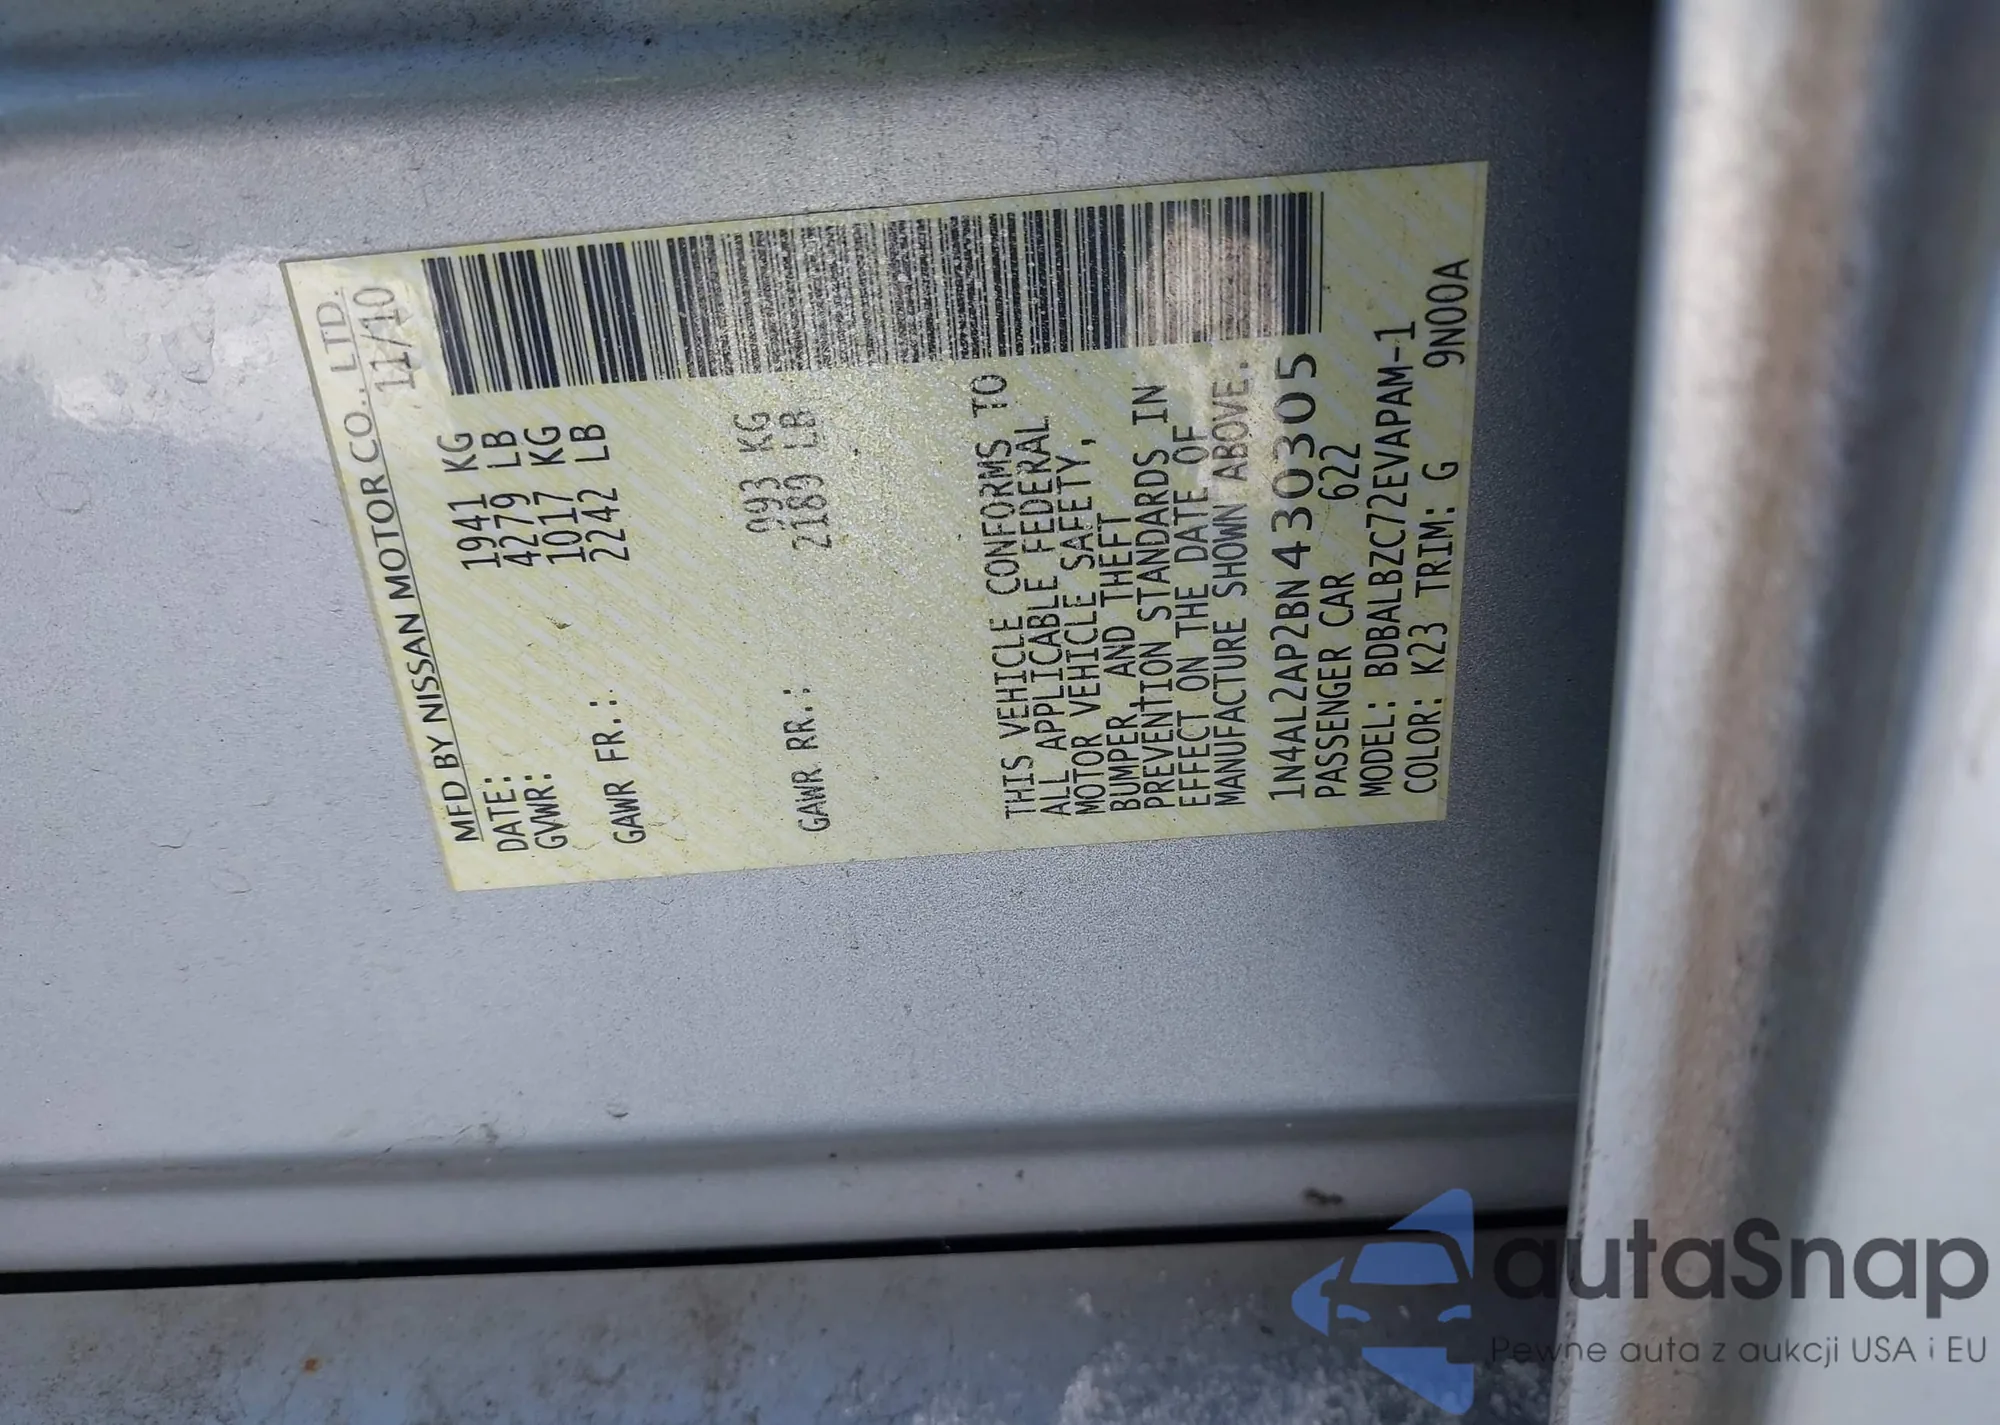 MFD BY NISSAN MOTOR CO., LTD.
DATE: 11/10
GVWR: 1941 KG
4279 LB
GAWR FR.: 1017 KG
2242 LB
GAWR RR.: 993 KG
2189 LB
THIS VEHICLE CONFORMS TO
ALL APPLICABLE FEDERAL
MOTOR VEHICLE SAFETY,
BUMPER, AND THEFT
PREVENTION STANDARDS IN
EFFECT ON THE DATE OF
MANUFACTURE SHOWN ABOVE.
1N4AL2AP2BN430305
PASSENGER CAR 622
MODEL: BDBALBZC72EVAPAM-1
COLOR: K23 TRIM: G 9N00A
autaSnap
Pewne auta z aukcji USA i EU